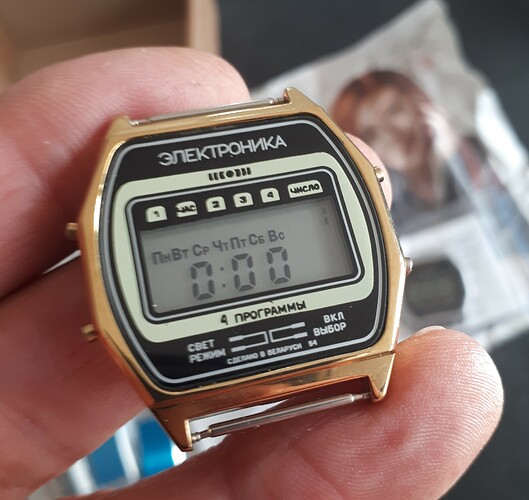 ЭЛЕКТРОНИКА
1 ЧАС 2 3 4 ЧИСЛО
Пн Вт Ср Чт Пт Сб Вс
0:00
4 ПРОГРАММЫ
СВЕТ ВКЛ
РЕЖИМ ВЫБОР
СДЕЛАНО В БЕЛАРУСИ 54